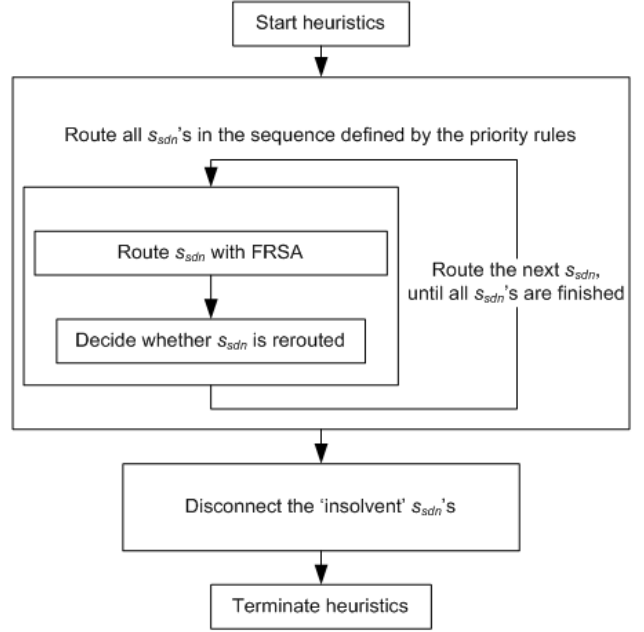 Start heuristics
Route all s_sdn's in the sequence defined by the priority rules
Route s_sdn with FRSA
Decide whether s_sdn is rerouted
Route the next s_sdn,
until all s_sdn's are finished
Disconnect the ‘insolvent’ s_sdn's
Terminate heuristics